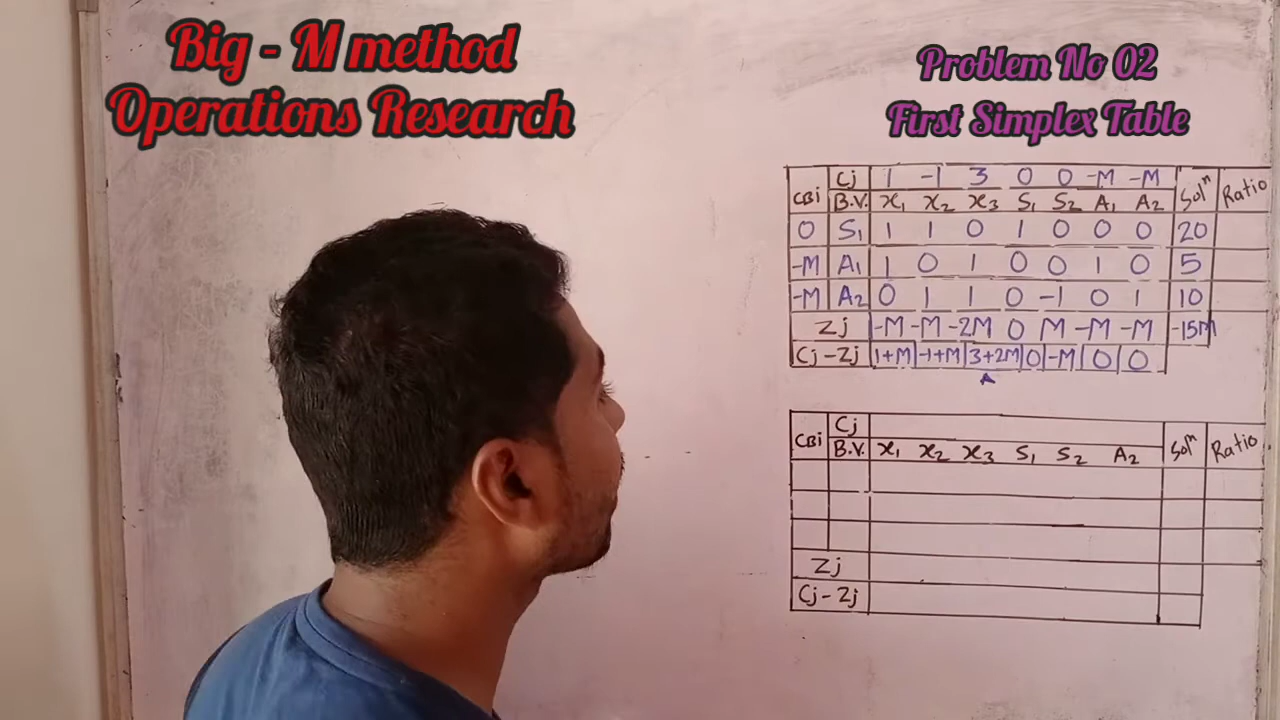 Big - M method
Operations Research
Problem No 02
First Simplex Table
CBi Cj 1 -1 3 0 0 -M -M Solⁿ Ratio
B.V. x₁ x₂ x₃ S₁ S₂ A₁ A₂
0 S₁ 1 1 0 1 0 0 0 20
-M A₁ 1 0 1 0 0 1 0 5
-M A₂ 0 1 1 0 -1 0 1 10
Zj -M -M -2M 0 M -M -M -15M
Cj-Zj 1+M -1+M 3+2M 0 -M 0 0
CBi Cj Solⁿ Ratio
B.V. x₁ x₂ x₃ S₁ S₂ A₂
Zj
Cj-Zj